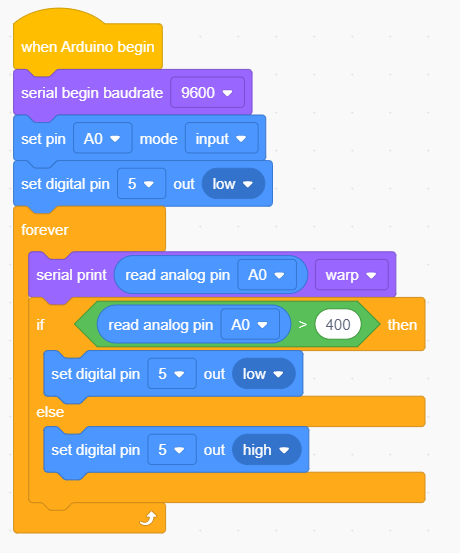 when Arduino begin
serial begin baudrate 9600
set pin A0 mode input
set digital pin 5 out low
forever
serial print read analog pin A0 warp
if read analog pin A0 > 400 then
set digital pin 5 out low
else
set digital pin 5 out high